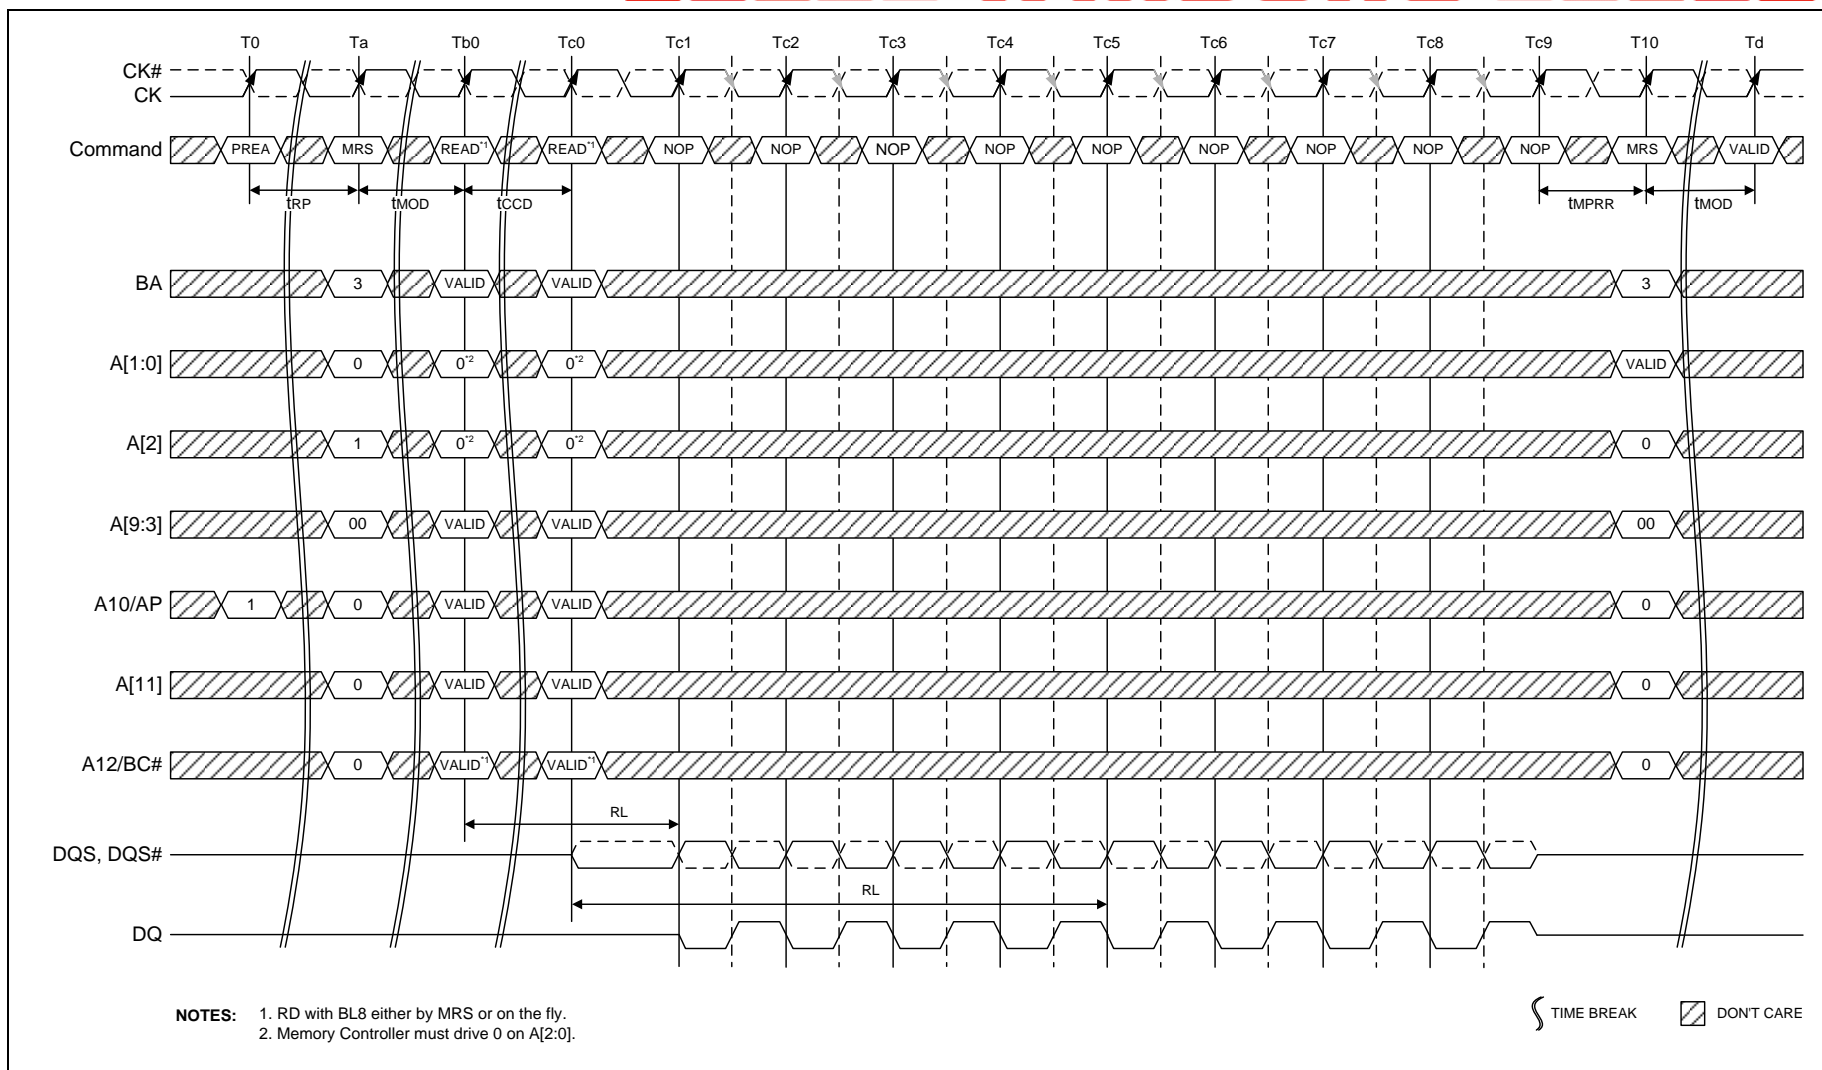 T0 Ta Tb0 Tc0 Tc1 Tc2 Tc3 Tc4 Tc5 Tc6 Tc7 Tc8 Tc9 T10 Td
CK#
CK
Command PREA MRS READ*1 READ*1 NOP NOP NOP NOP NOP NOP NOP NOP NOP MRS VALID
tRP tMOD tCCD tMPRR tMOD
BA 3 VALID VALID 3
A[1:0] 0 0*2 0*2 VALID
A[2] 1 0*2 0*2 0
A[9:3] 00 VALID VALID 00
A10/AP 1 0 VALID VALID 0
A[11] 0 VALID VALID 0
A12/BC# 0 VALID*1 VALID*1 0
RL
DQS, DQS#
RL
DQ
NOTES: 1. RD with BL8 either by MRS or on the fly.
2. Memory Controller must drive 0 on A[2:0].
TIME BREAK DON'T CARE